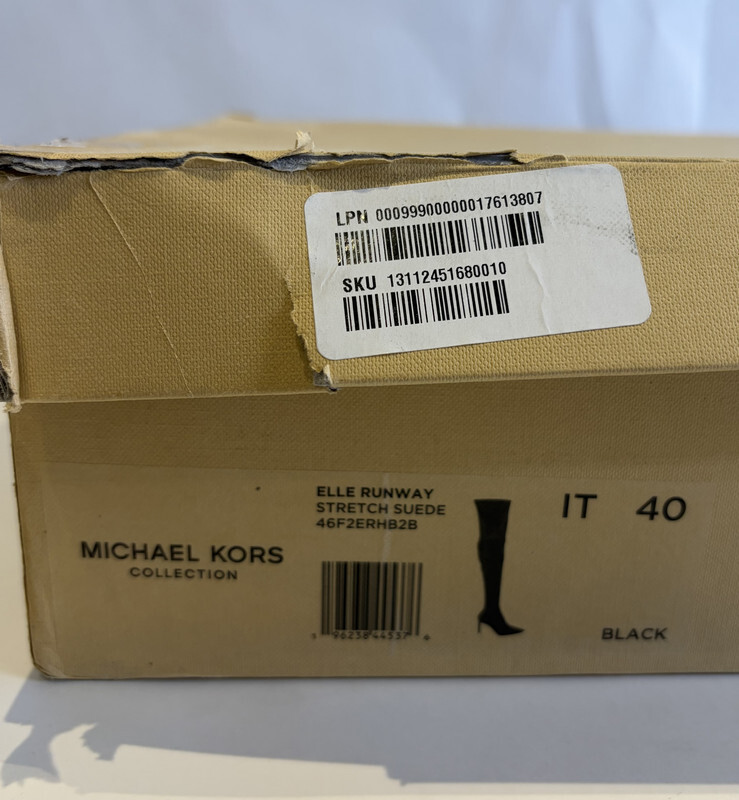 LPN 00099900000017613807
SKU 13112451680010
ELLE RUNWAY
STRETCH SUEDE
46F2ERHB2B
MICHAEL KORS
COLLECTION
IT 40
BLACK